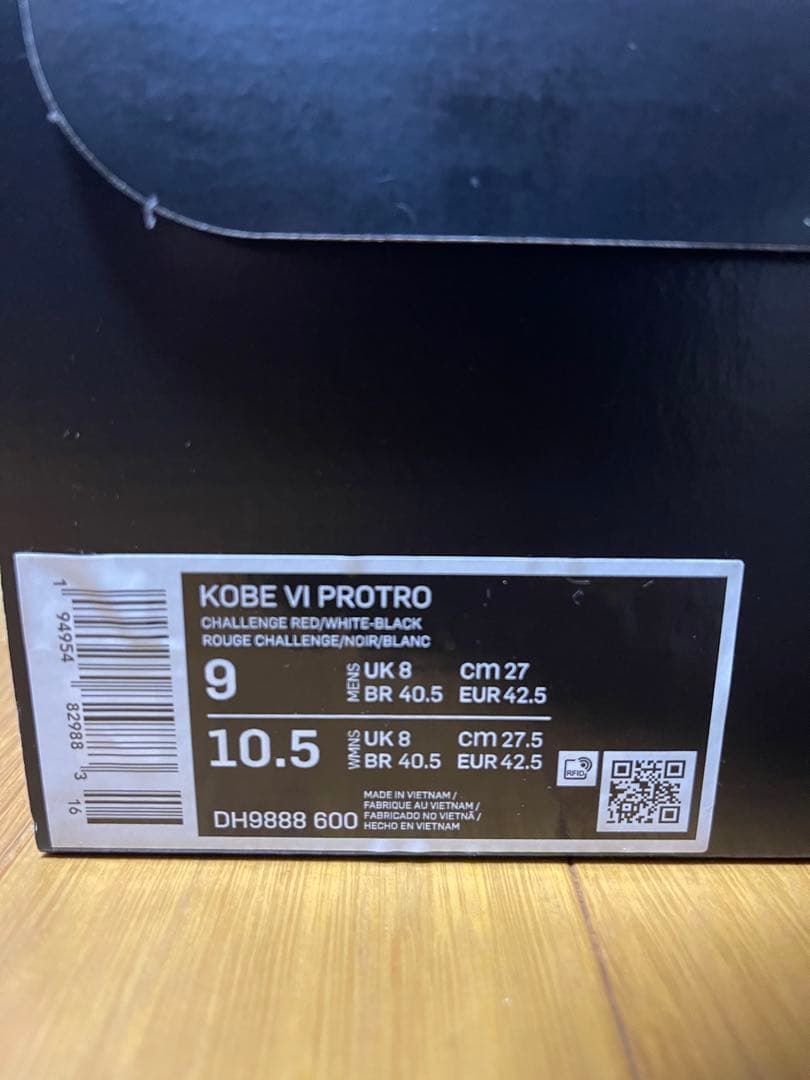 KOBE VI PROTRO
CHALLENGE RED/WHITE-BLACK
ROUGE CHALLENGE/NOIR/BLANC
9 MENS UK 8 cm 27
BR 40.5 EUR 42.5
10.5 WMNS UK 8 cm 27.5
BR 40.5 EUR 42.5
RFID
DH9888 600
MADE IN VIETNAM /
FABRIQUE AU VIETNAM /
FABRICADO NO VIETNÃ /
HECHO EN VIETNAM
1 94954 82988 3 16